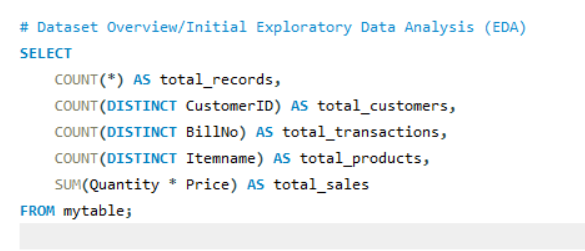 # Dataset Overview/Initial Exploratory Data Analysis (EDA)
SELECT
    COUNT(*) AS total_records,
    COUNT(DISTINCT CustomerID) AS total_customers,
    COUNT(DISTINCT BillNo) AS total_transactions,
    COUNT(DISTINCT Itemname) AS total_products,
    SUM(Quantity * Price) AS total_sales
FROM mytable;